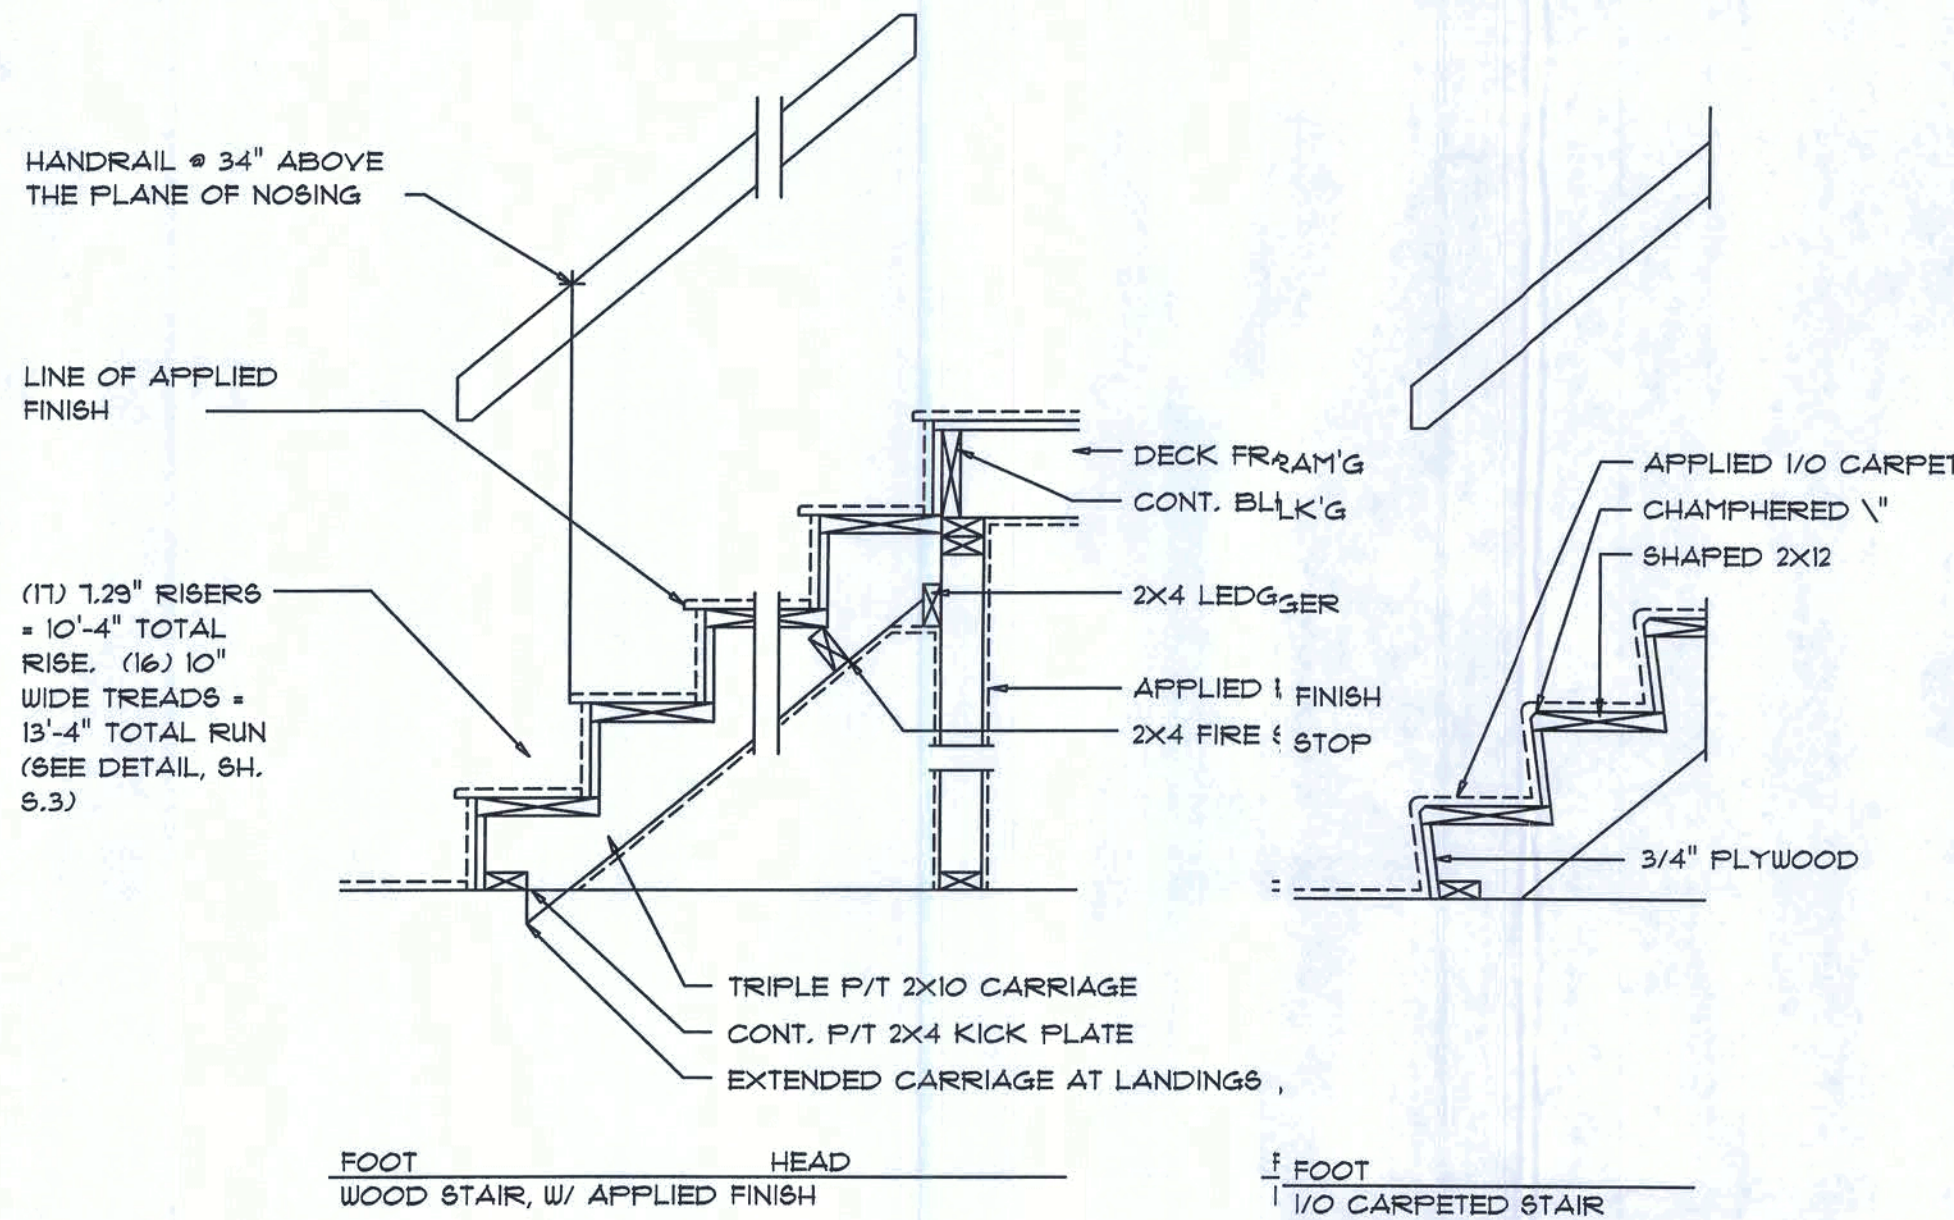 HANDRAIL @ 34" ABOVE
THE PLANE OF NOSING
LINE OF APPLIED
FINISH
(17) 7.29" RISERS
= 10'-4" TOTAL
RISE. (16) 10"
WIDE TREADS =
13'-4" TOTAL RUN
(SEE DETAIL, SH.
S.3)
DECK FRAM'G
CONT. BLK'G
2X4 LEDGER
APPLIED FINISH
2X4 FIRE STOP
TRIPLE P/T 2X10 CARRIAGE
CONT. P/T 2X4 KICK PLATE
EXTENDED CARRIAGE AT LANDINGS
FOOT HEAD
WOOD STAIR, W/ APPLIED FINISH
APPLIED I/O CARPET
CHAMPHERED \"
SHAPED 2X12
3/4" PLYWOOD
FOOT
I/O CARPETED STAIR